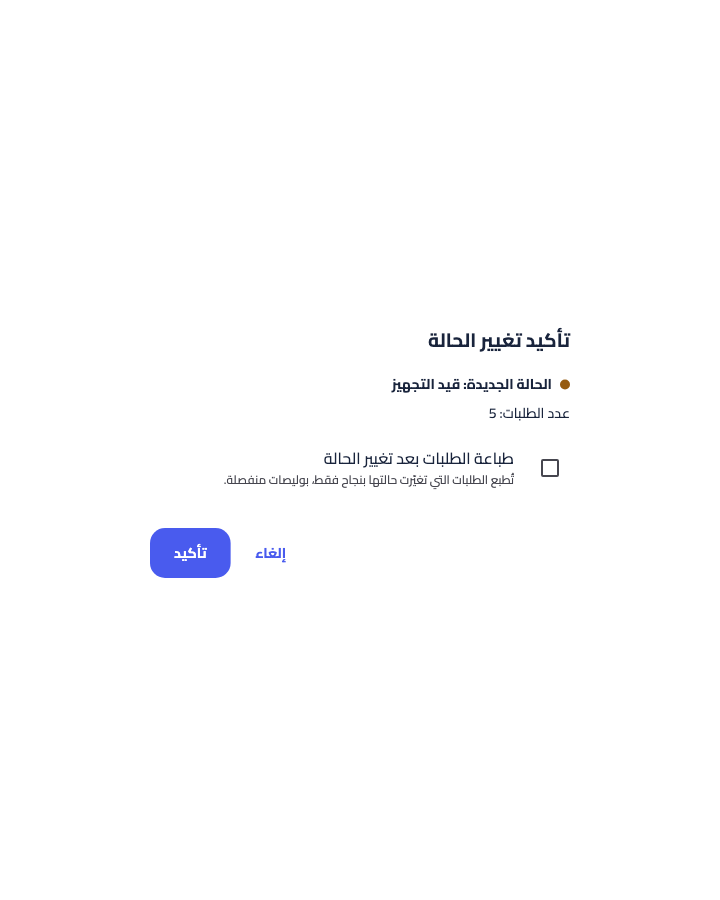 تأكيد تغيير الحالة
الحالة الجديدة: قيد التجهيز
عدد الطلبات: 5
طباعة الطلبات بعد تغيير الحالة
تُطبع الطلبات التي تغيّرت حالتها بنجاح فقط، بوليصات منفصلة.
إلغاء
تأكيد